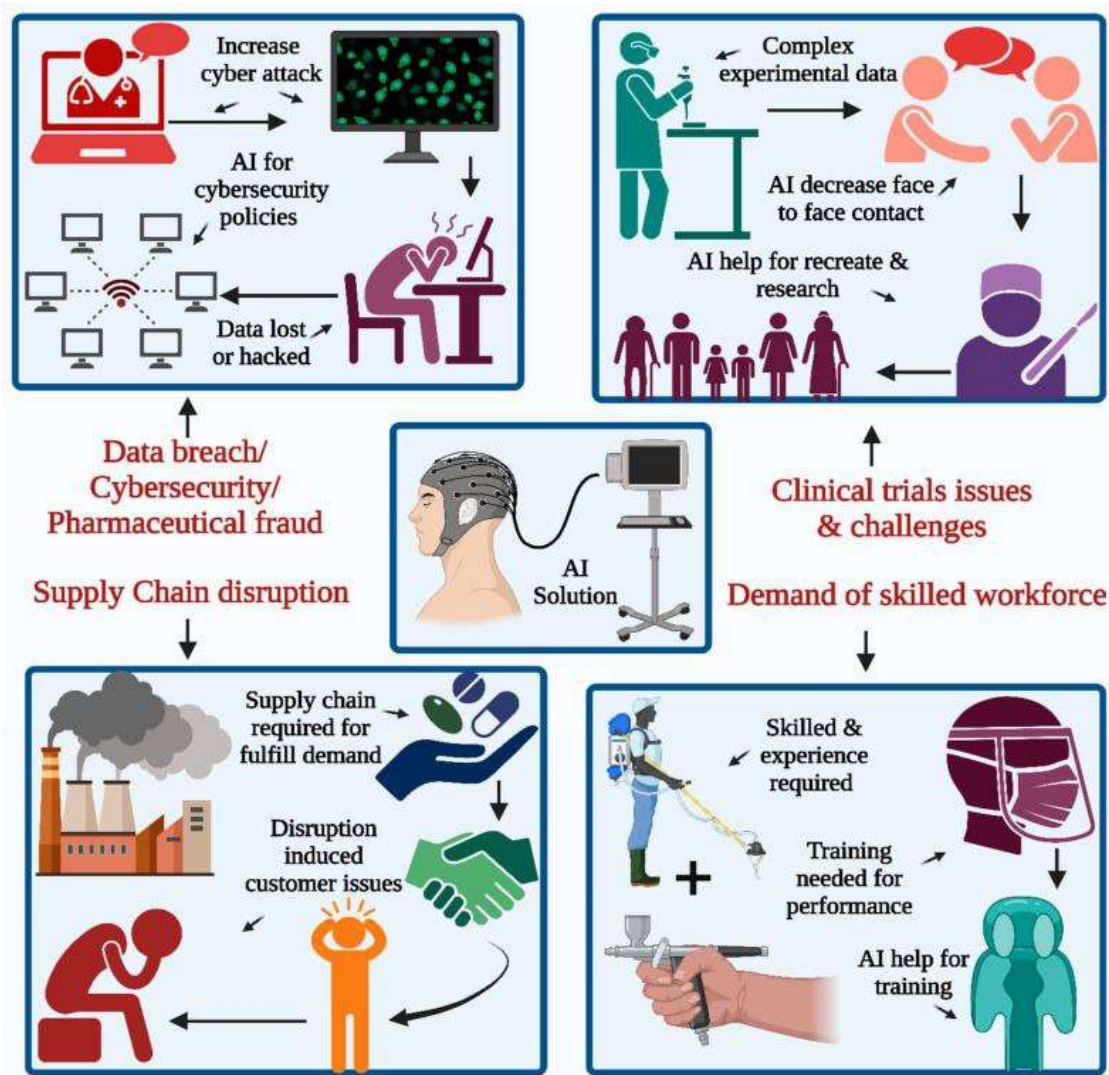 Increase
cyber attack
AI for
cybersecurity
policies
Data lost
or hacked
Complex
experimental data
AI decrease face
to face contact
AI help for recreate &
research
Data breach/
Cybersecurity/
Pharmaceutical fraud
Clinical trials issues
& challenges
AI
Solution
Supply Chain disruption
Demand of skilled workforce
Supply chain
required for
fulfill demand
Disruption
induced
customer issues
Skilled &
experience
required
Training
needed for
performance
AI help for
training